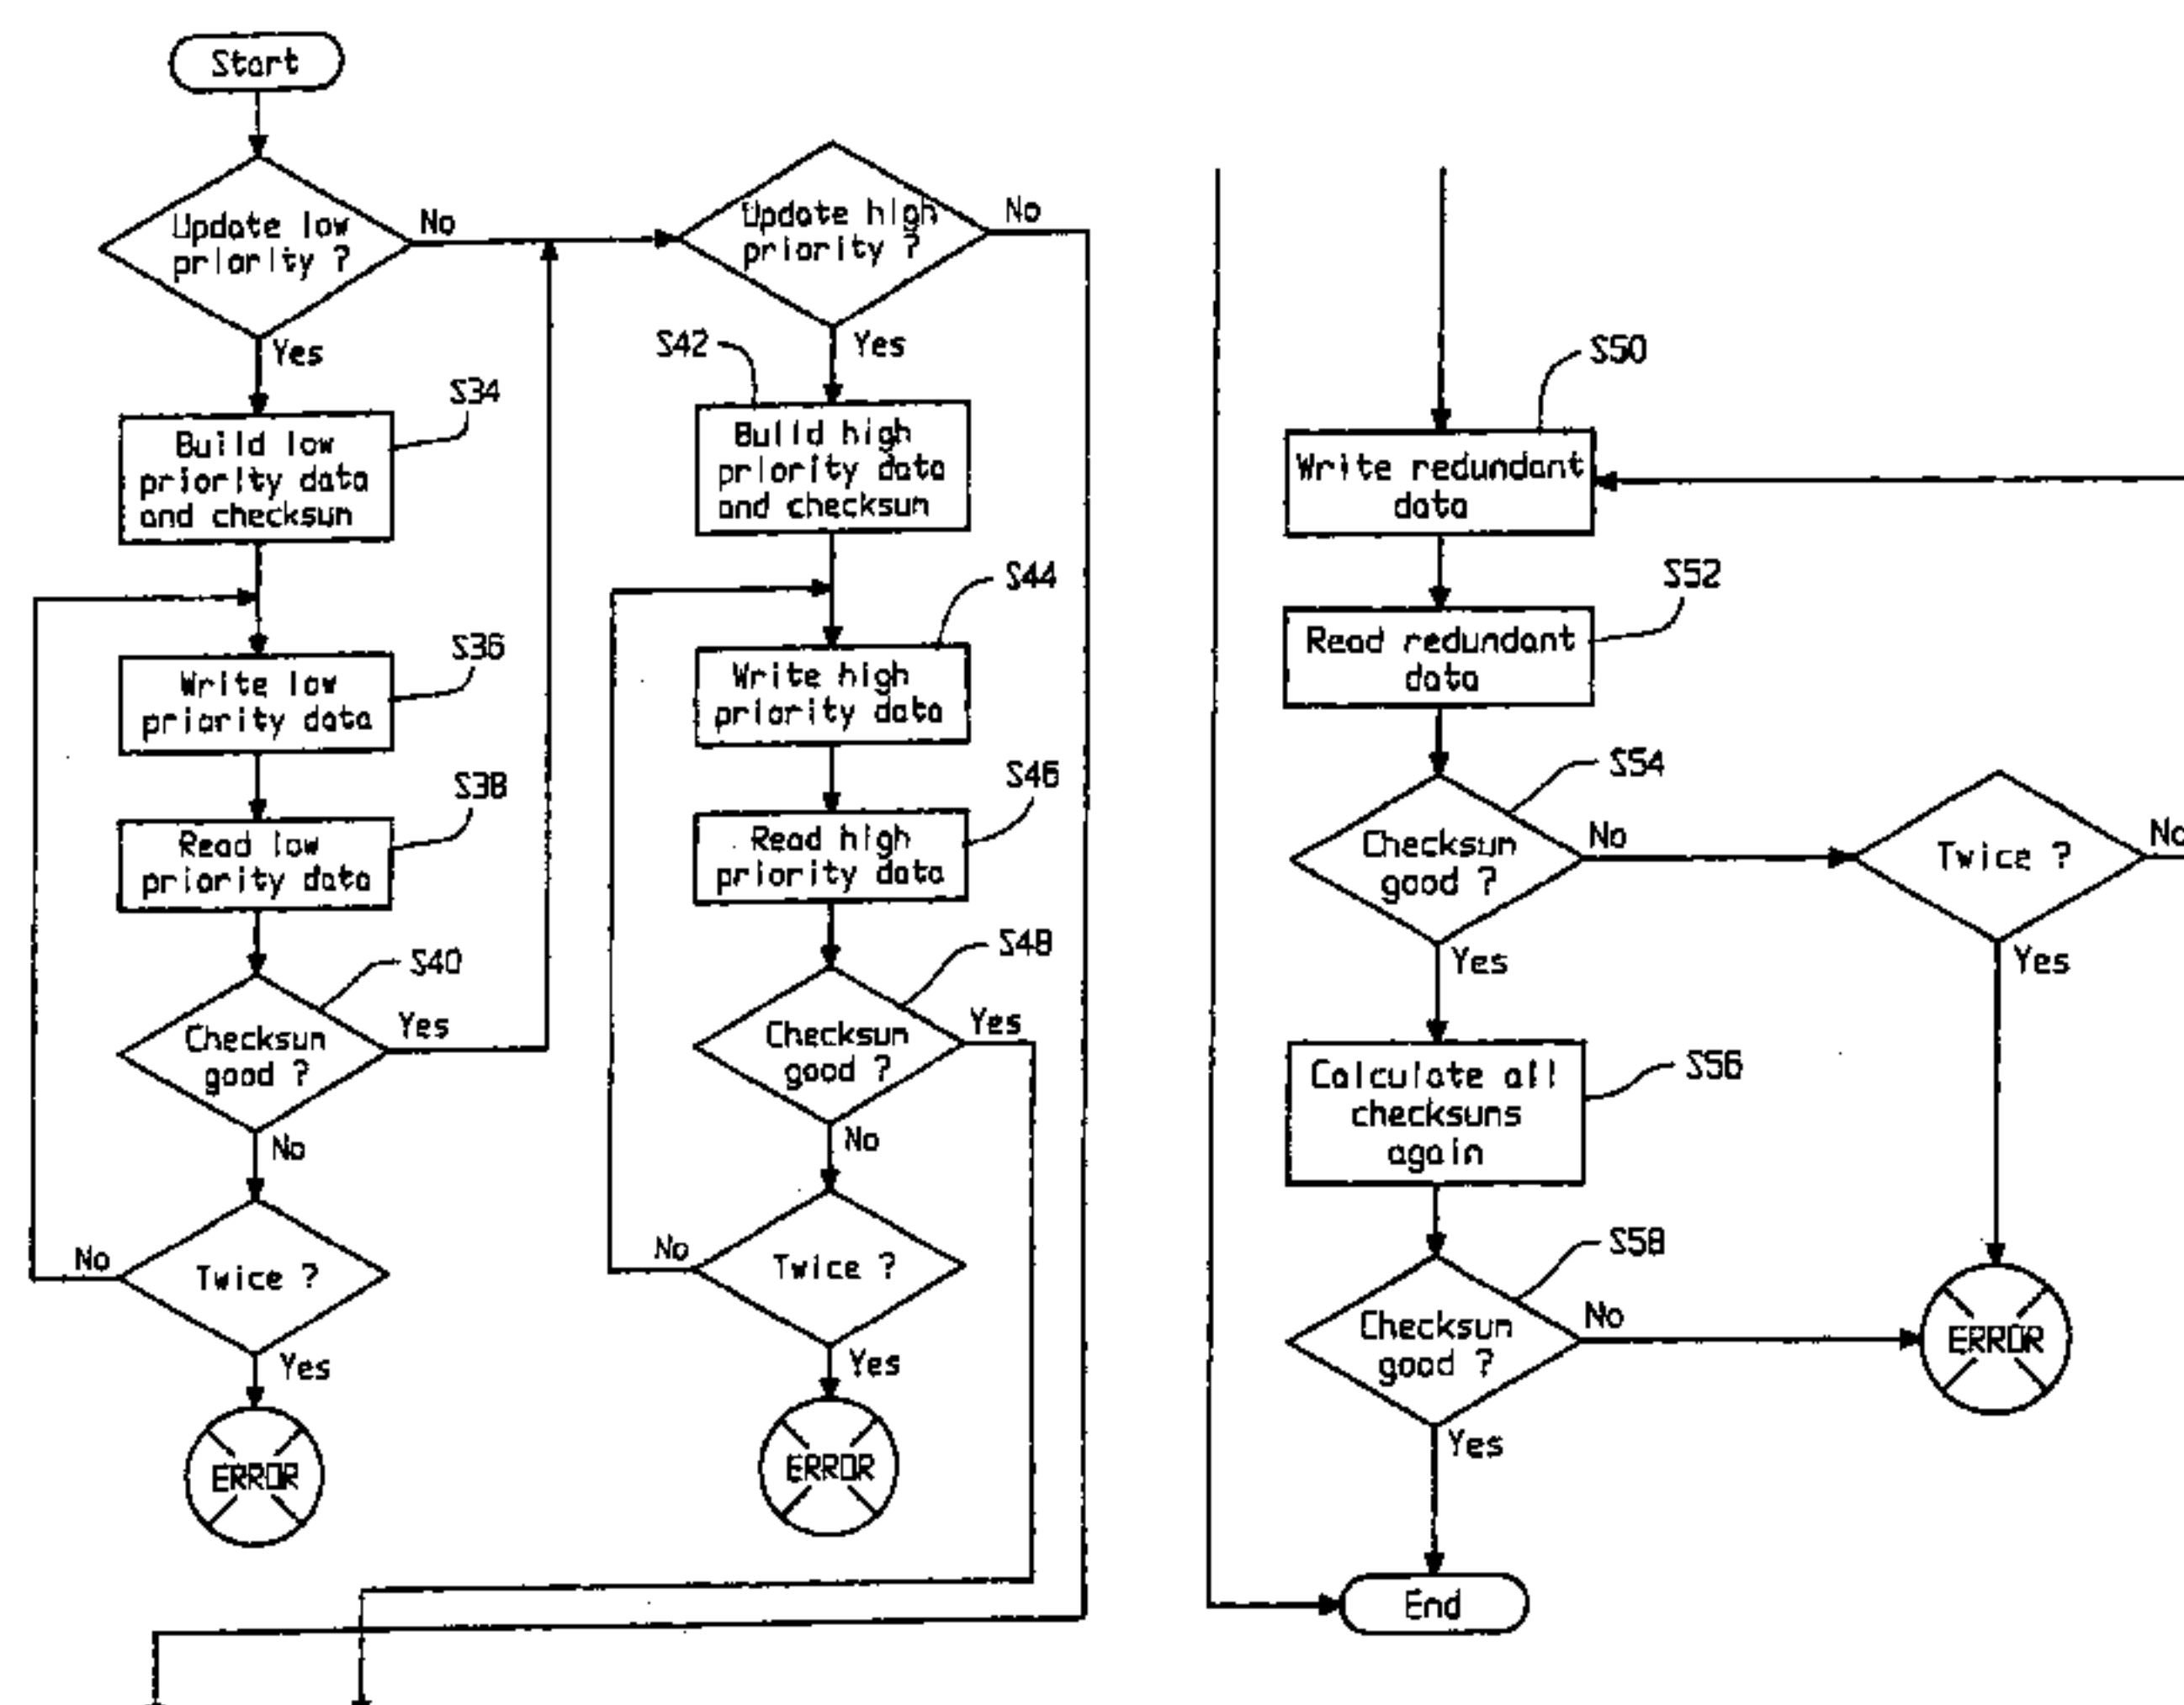 Start
Update low
priority ?
No
Yes
S34
Build low
priority data
and checksum
S36
Write low
priority data
S38
Read low
priority data
S40
Checksum
good ?
Yes
No
Twice ?
No
Yes
ERROR
Update high
priority ?
No
Yes
S42
Build high
priority data
and checksum
S44
Write high
priority data
S46
Read high
priority data
S48
Checksum
good ?
Yes
No
Twice ?
No
Yes
ERROR
S50
Write redundant
data
S52
Read redundant
data
S54
Checksum
good ?
No
Yes
Twice ?
No
Yes
S56
Calculate all
checksums
again
S58
Checksum
good ?
No
Yes
ERROR
End